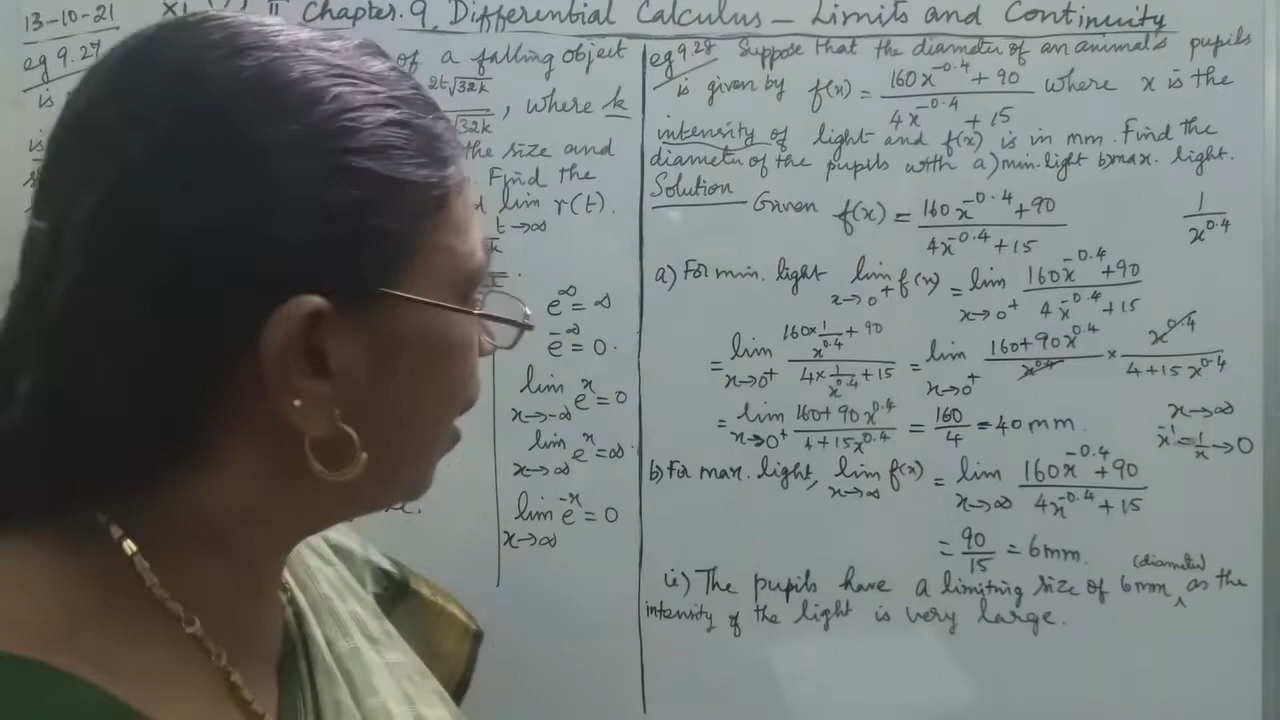 13-10-21 XI II Chapter.9, Differential Calculus – Limits and Continuity
eg 9.27 of a falling object
is 2t√32k
√32k , where k
is the size and
Find the
lim r(t).
t→∞
e^∞ = ∞
e^-∞ = 0.
lim e^x = 0
x→-∞
lim e^x = ∞
x→∞
lim e^-x = 0
x→∞
eg 9.28 Suppose that the diameter of an animal's pupils
is given by f(x) = (160x^-0.4 + 90)/(4x^-0.4 + 15) where x is the
intensity of light and f(x) is in mm. Find the
diameter of the pupils with a) min. light b) max. light.
Solution
Given f(x) = (160x^-0.4 + 90)/(4x^-0.4 + 15) 1/x^0.4
a) For min. light lim x→0⁺ f(x) = lim x→0⁺ (160x^-0.4 + 90)/(4x^-0.4 + 15)
= lim x→0⁺ (160 × 1/x^0.4 + 90)/(4 × 1/x^0.4 + 15) = lim x→0⁺ (160 + 90x^0.4)/x^0.4 × x^0.4/(4 + 15x^0.4)
= lim x→0⁺ (160 + 90x^0.4)/(4 + 15x^0.4) = 160/4 = 40 mm.
x→∞
x^-1 = 1/x → 0
b) For max. light, lim x→∞ f(x) = lim x→∞ (160x^-0.4 + 90)/(4x^-0.4 + 15)
= 90/15 = 6 mm.
ie) The pupils have a limiting size of 6mm ^ (diameter) as the
intensity of the light is very large.